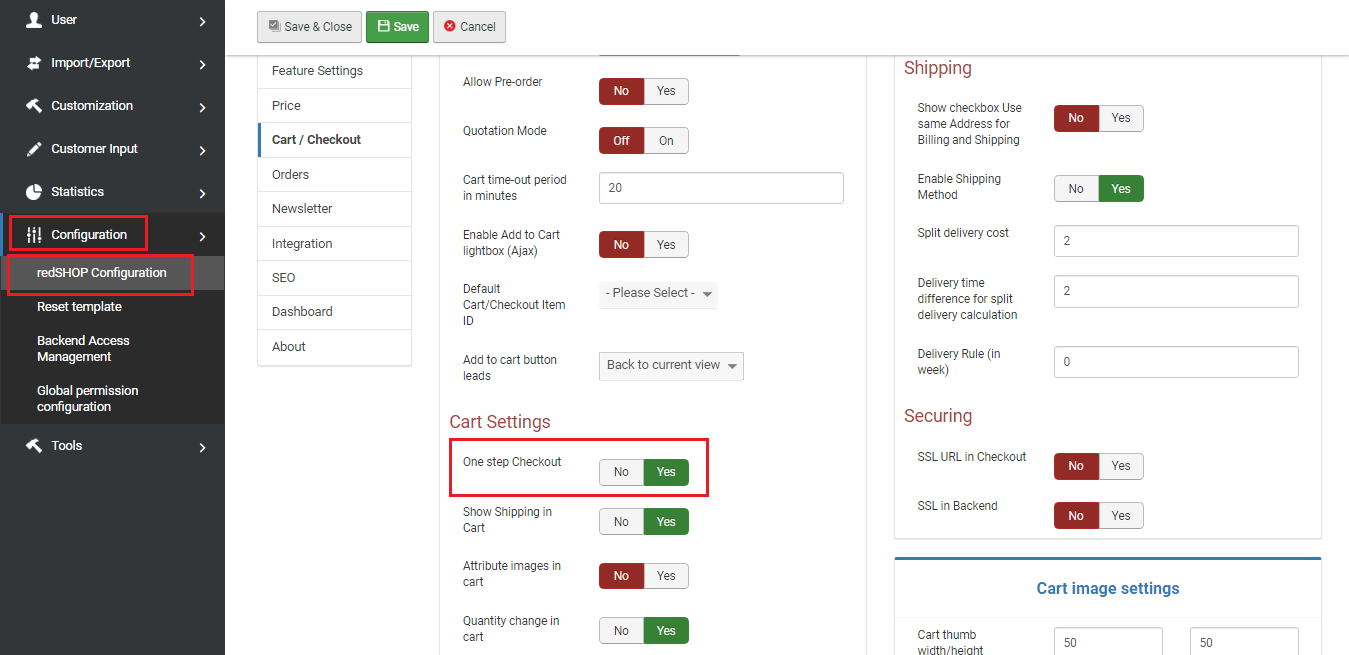 User
Import/Export
Customization
Customer Input
Statistics
Configuration
redSHOP Configuration
Reset template
Backend Access
Management
Global permission
configuration
Tools
Save & Close
Save
Cancel
Feature Settings
Price
Cart / Checkout
Orders
Newsletter
Integration
SEO
Dashboard
About
Allow Pre-order
No Yes
Quotation Mode
Off On
Cart time-out period
in minutes
20
Enable Add to Cart
lightbox (Ajax)
No Yes
Default
Cart/Checkout Item
ID
- Please Select -
Add to cart button
leads
Back to current view
Cart Settings
One step Checkout
No Yes
Show Shipping in
Cart
No Yes
Attribute images in
cart
No Yes
Quantity change in
cart
No Yes
Shipping
Show checkbox Use
same Address for
Billing and Shipping
No Yes
Enable Shipping
Method
No Yes
Split delivery cost
2
Delivery time
difference for split
delivery calculation
2
Delivery Rule (in
week)
0
Securing
SSL URL in Checkout
No Yes
SSL in Backend
No Yes
Cart image settings
Cart thumb
width/height
50
50